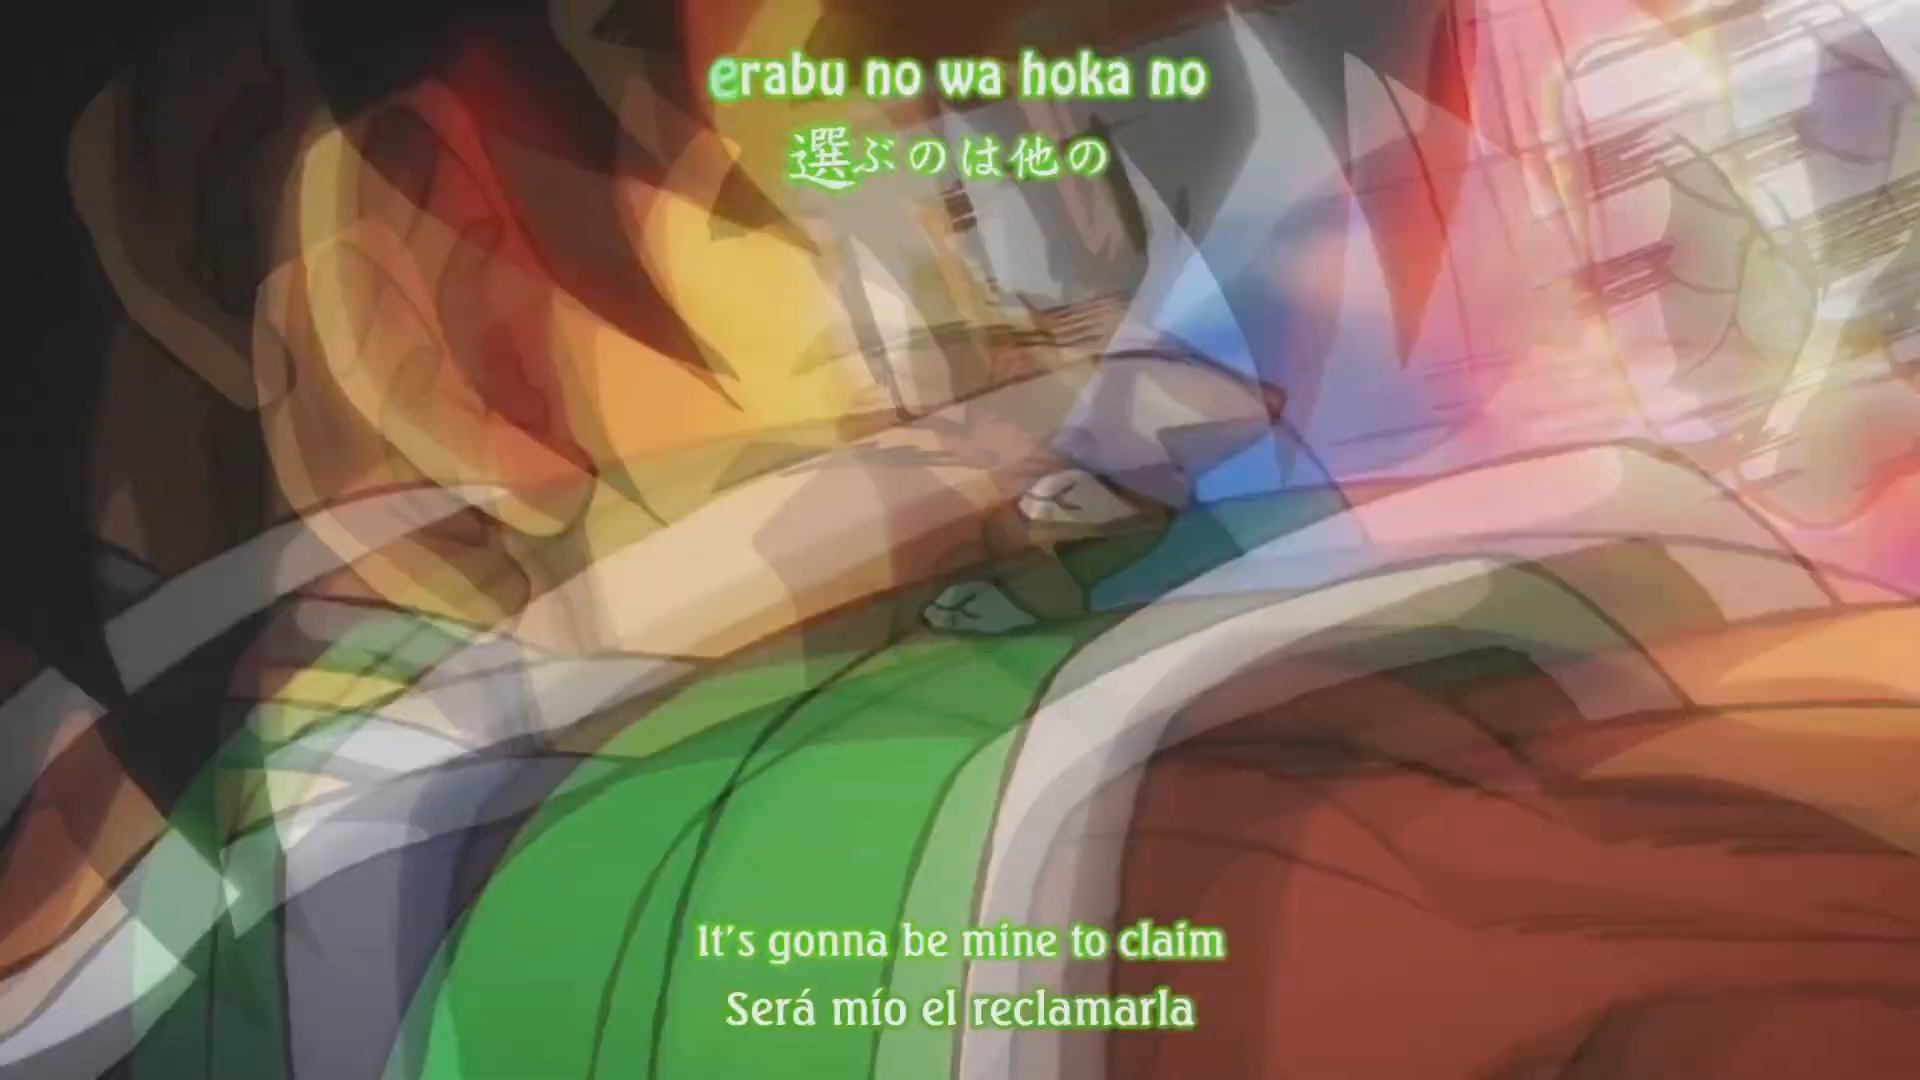 erabu no wa hoka no
選ぶのは他の
It's gonna be mine to claim
Será mío el reclamarla